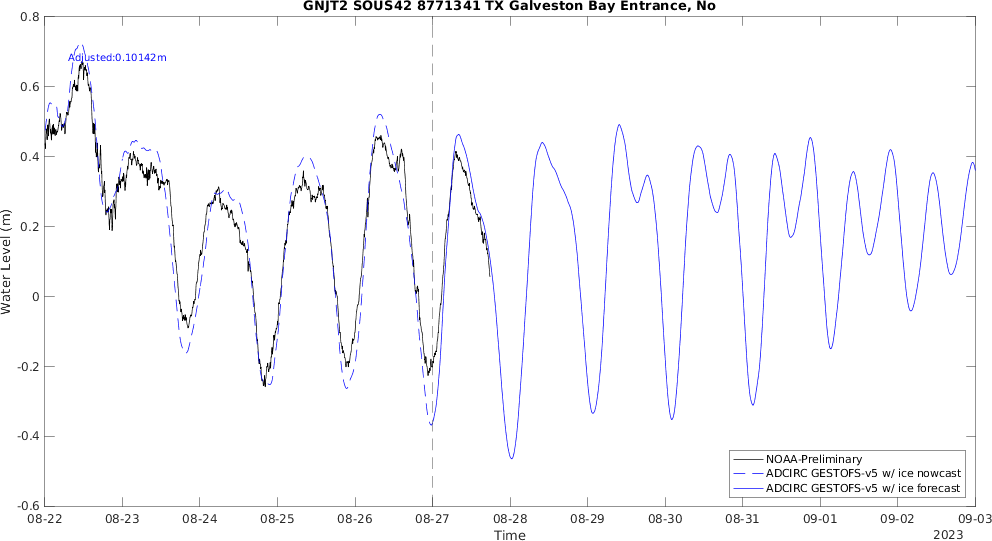 GNJT2 SOUS42 8771341 TX Galveston Bay Entrance, No
0.8
Adjusted:0.10142m
0.6
0.4
0.2
0
-0.2
-0.4
-0.6
Water Level (m)
NOAA-Preliminary
ADCIRC GESTOFS-v5 w/ ice nowcast
ADCIRC GESTOFS-v5 w/ ice forecast
08-22 08-23 08-24 08-25 08-26 08-27 08-28 08-29 08-30 08-31 09-01 09-02 09-03
Time
2023